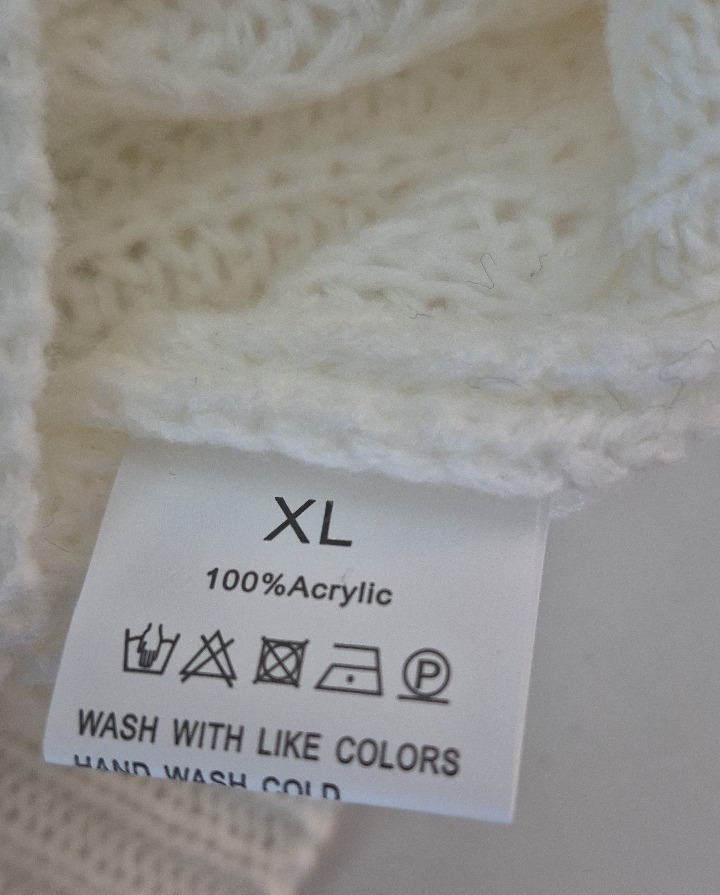 XL
100%Acrylic
P
WASH WITH LIKE COLORS
HAND WASH COLD